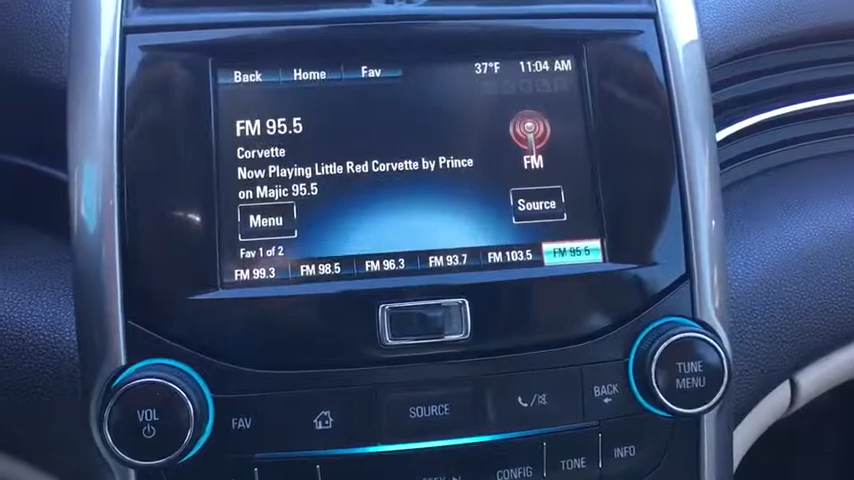 Back Home Fav 37°F 11:04 AM
FM 95.5
Corvette
Now Playing Little Red Corvette by Prince
on Majic 95.5
FM
Menu
Source
Fav 1 of 2
FM 99.3 FM 98.5 FM 96.3 FM 93.7 FM 103.5 FM 95.5
VOL
FAV
SOURCE
BACK
TUNE
MENU
CONFIG TONE INFO